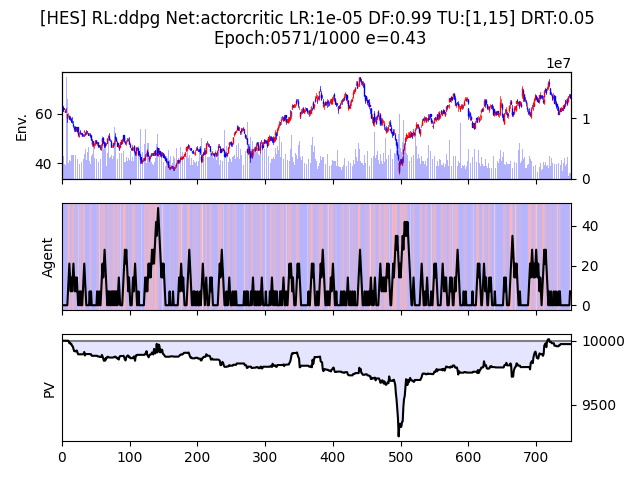 [HES] RL:ddpg Net:actorcritic LR:1e-05 DF:0.99 TU:[1,15] DRT:0.05
Epoch:0571/1000 e=0.43
1e7
Env.
60
40
1
0
Agent
40
20
0
PV
10000
9500
0 100 200 300 400 500 600 700